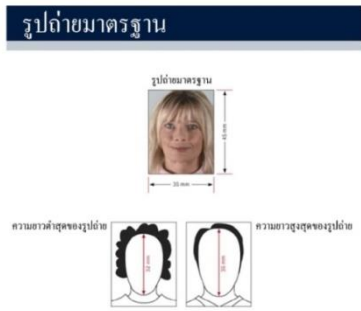 รูปถ่ายมาตรฐาน
รูปถ่ายมาตรฐาน
45 mm
35 mm
ความยาวต่ำสุดของรูปถ่าย
ความยาวสูงสุดของรูปถ่าย
36 mm